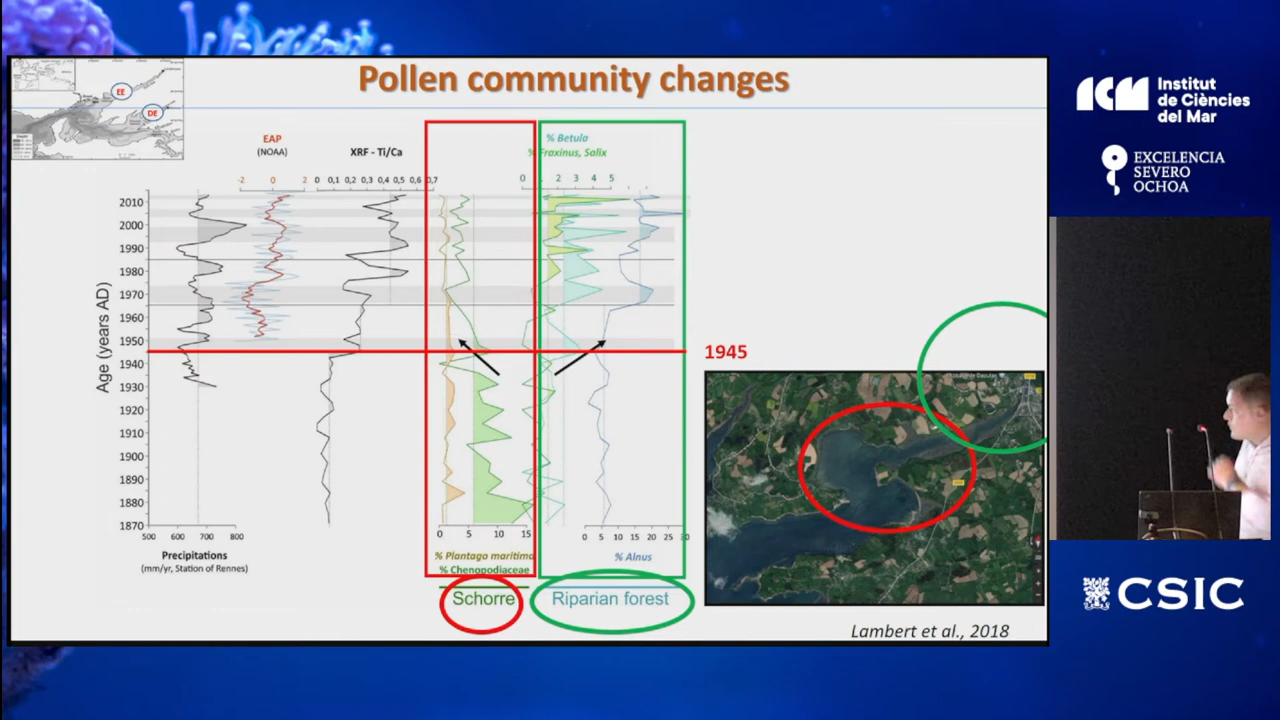 Pollen community changes
EE
DE
EAP
(NOAA)
XRF - Ti/Ca
% Betula
% Fraxinus, Salix
-2 0 2 0 0,1 0,2 0,3 0,4 0,5 0,6 0,7
0 1 2 3 4 5
Age (years AD)
2010
2000
1990
1980
1970
1960
1950
1940
1930
1920
1910
1900
1890
1880
1870
500 600 700 800
0 5 10 15
0 5 10 15 20 25 30
Precipitations
(mm/yr, Station of Rennes)
% Plantago maritima
% Chenopodiaceae
% Alnus
Schorre
Riparian forest
1945
Lambert et al., 2018
ICM
Institut
de Ciències
del Mar
EXCELENCIA
SEVERO
OCHOA
CSIC